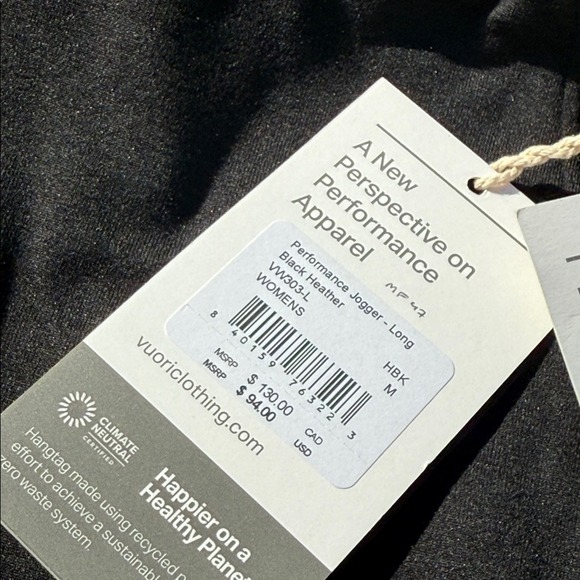 A New
Perspective on
Performance
Apparel
MF47
Performance Jogger - Long
Black Heather
VW303-L
WOMENS
HBK
M
8 40159 76322 3
MSRP $ 130.00 CAD
MSRP $ 94.00 USD
vuoriclothing.com
CLIMATE
NEUTRAL
CERTIFIED
Happier on a
Healthy Planet
Hangtag made using recycled
effort to achieve a sustainabl
zero waste system.